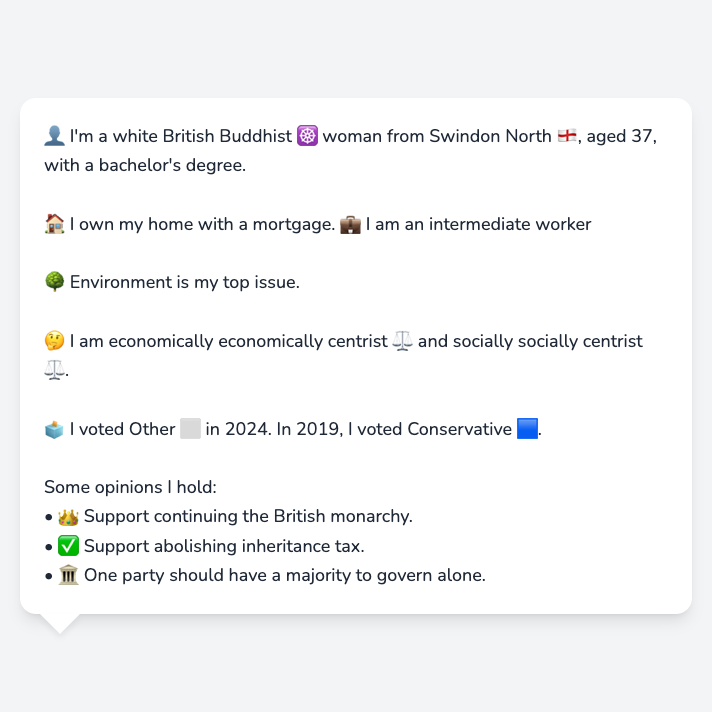 👤 I'm a white British Buddhist ☸️ woman from Swindon North 🏴󠁧󠁢󠁥󠁮󠁧󠁿, aged 37,
with a bachelor's degree.
🏠 I own my home with a mortgage. 💼 I am an intermediate worker
🌳 Environment is my top issue.
🤔 I am economically economically centrist ⚖️ and socially socially centrist
⚖️.
🗳️ I voted Other ⬜ in 2024. In 2019, I voted Conservative 🟦.
Some opinions I hold:
• 👑 Support continuing the British monarchy.
• ✅ Support abolishing inheritance tax.
• 🏛️ One party should have a majority to govern alone.